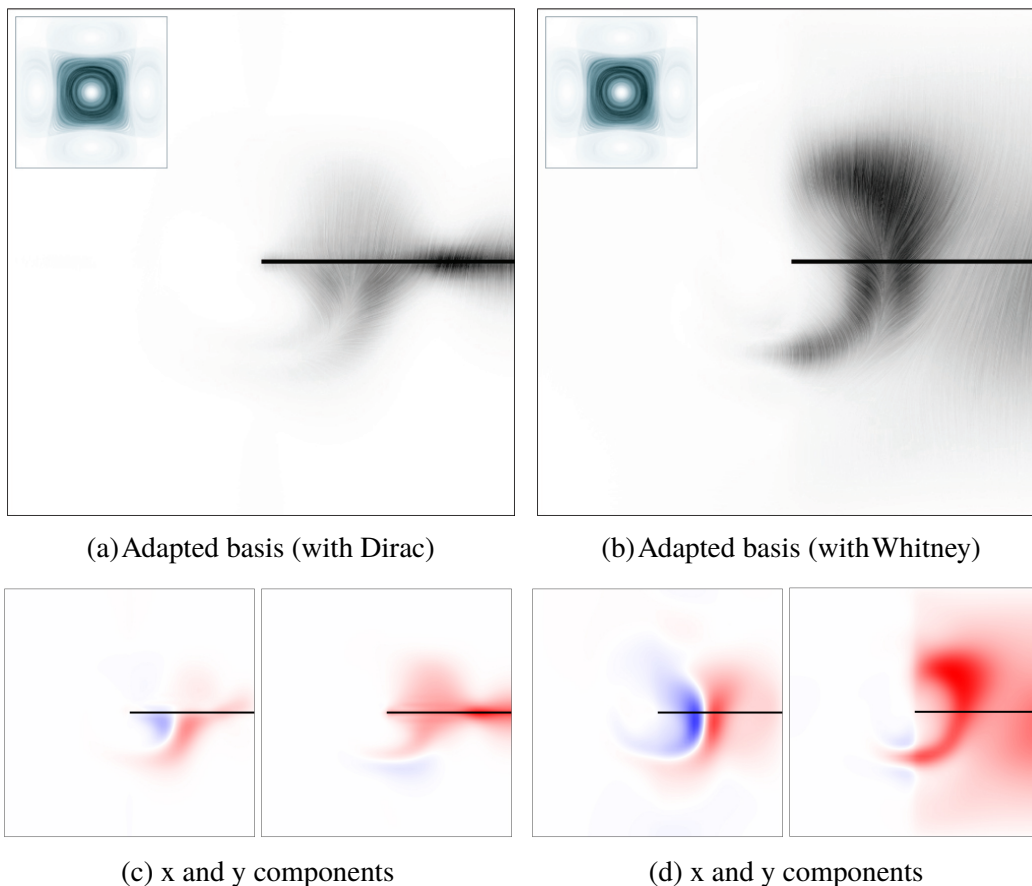 (a) Adapted basis (with Dirac)
(b) Adapted basis (with Whitney)
(c) x and y components
(d) x and y components